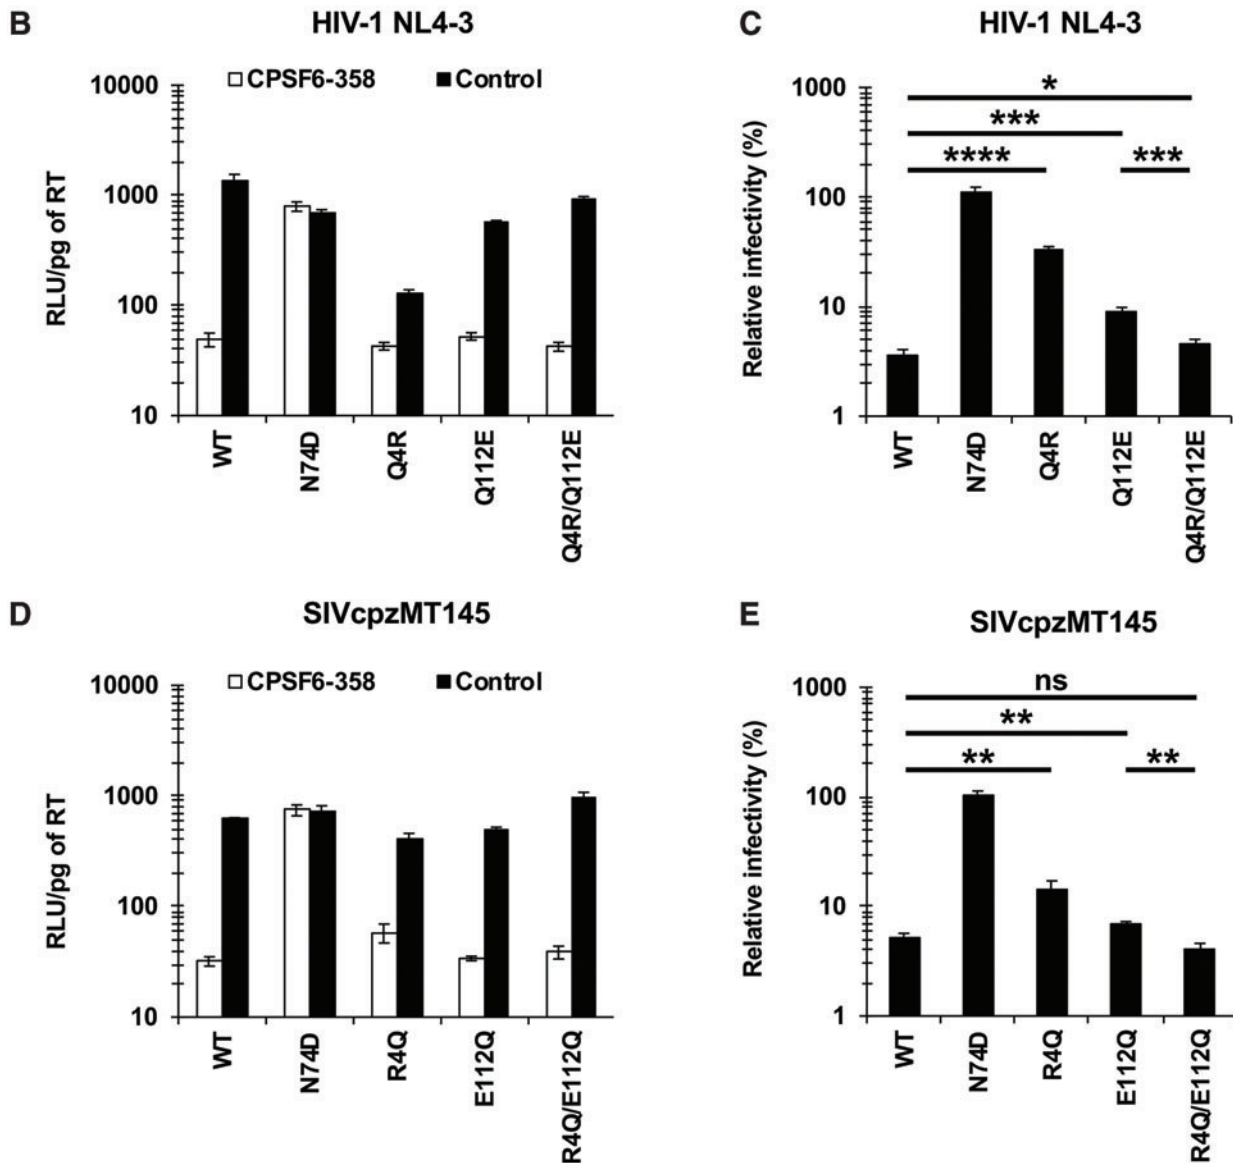 B
HIV-1 NL4-3
CPSF6-358 Control
RLU/pg of RT
10000
1000
100
10
WT
N74D
Q4R
Q112E
Q4R/Q112E
C
HIV-1 NL4-3
Relative infectivity (%)
1000
100
10
1
*
***
****
***
WT
N74D
Q4R
Q112E
Q4R/Q112E
D
SIVcpzMT145
CPSF6-358 Control
RLU/pg of RT
10000
1000
100
10
WT
N74D
R4Q
E112Q
R4Q/E112Q
E
SIVcpzMT145
Relative infectivity (%)
1000
100
10
1
ns
**
**
**
WT
N74D
R4Q
E112Q
R4Q/E112Q